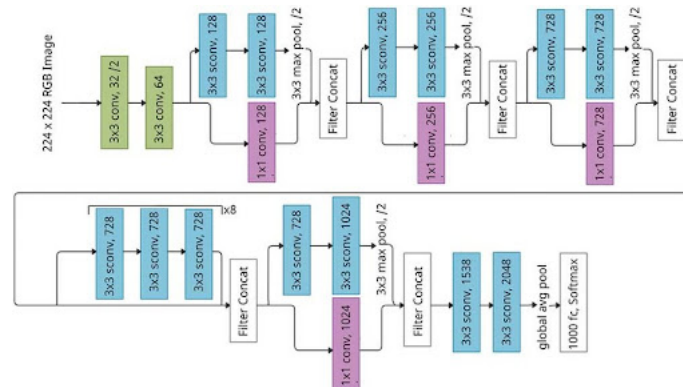 224 x 224 RGB Image
3x3 conv, 32 /2
3x3 conv, 64
3x3 sconv, 128
3x3 sconv, 128
3x3 max pool, /2
1x1 conv, 128
Filter Concat
3x3 sconv, 256
3x3 sconv, 256
3x3 max pool, /2
1x1 conv, 256
Filter Concat
3x3 sconv, 728
3x3 sconv, 728
3x3 max pool, /2
1x1 conv, 728
Filter Concat
3x3 sconv, 728
3x3 sconv, 728
3x3 sconv, 728
x8
Filter Concat
3x3 sconv, 728
3x3 sconv, 1024
3x3 max pool, /2
1x1 conv, 1024
Filter Concat
3x3 sconv, 1538
3x3 sconv, 2048
global avg pool
1000 fc, Softmax